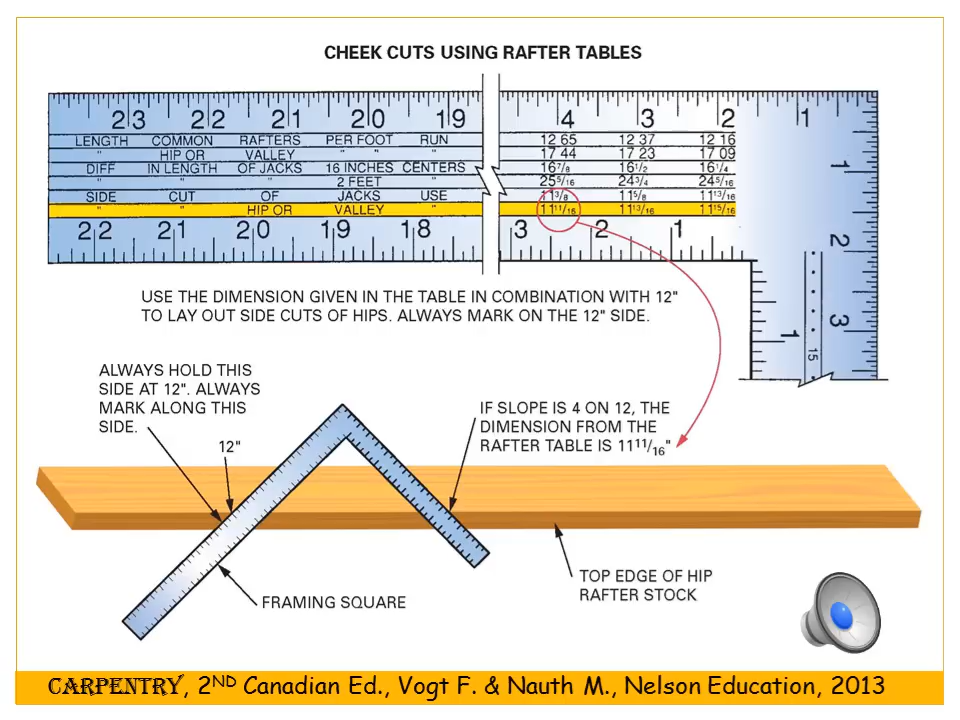 CHEEK CUTS USING RAFTER TABLES
23 22 21 20 19 4 3 2 1
LENGTH COMMON RAFTERS PER FOOT RUN 12 65 12 37 12 16
" HIP OR VALLEY " " " 17 44 17 23 17 09
DIFF IN LENGTH OF JACKS 16 INCHES CENTERS 16 7/8 16 1/2 16 1/4
" " " 2 FEET " 25 5/16 24 3/4 24 5/16
SIDE CUT OF JACKS USE 11 3/8 11 5/8 11 13/16
" " HIP OR VALLEY " 11 11/16 11 13/16 11 15/16
22 21 20 19 18 3 2 1
1
2
3
1
15
USE THE DIMENSION GIVEN IN THE TABLE IN COMBINATION WITH 12"
TO LAY OUT SIDE CUTS OF HIPS. ALWAYS MARK ON THE 12" SIDE.
ALWAYS HOLD THIS
SIDE AT 12". ALWAYS
MARK ALONG THIS
SIDE.
12"
IF SLOPE IS 4 ON 12, THE
DIMENSION FROM THE
RAFTER TABLE IS 11 11/16"
FRAMING SQUARE
TOP EDGE OF HIP
RAFTER STOCK
CARPENTRY, 2ND Canadian Ed., Vogt F. & Nauth M., Nelson Education, 2013